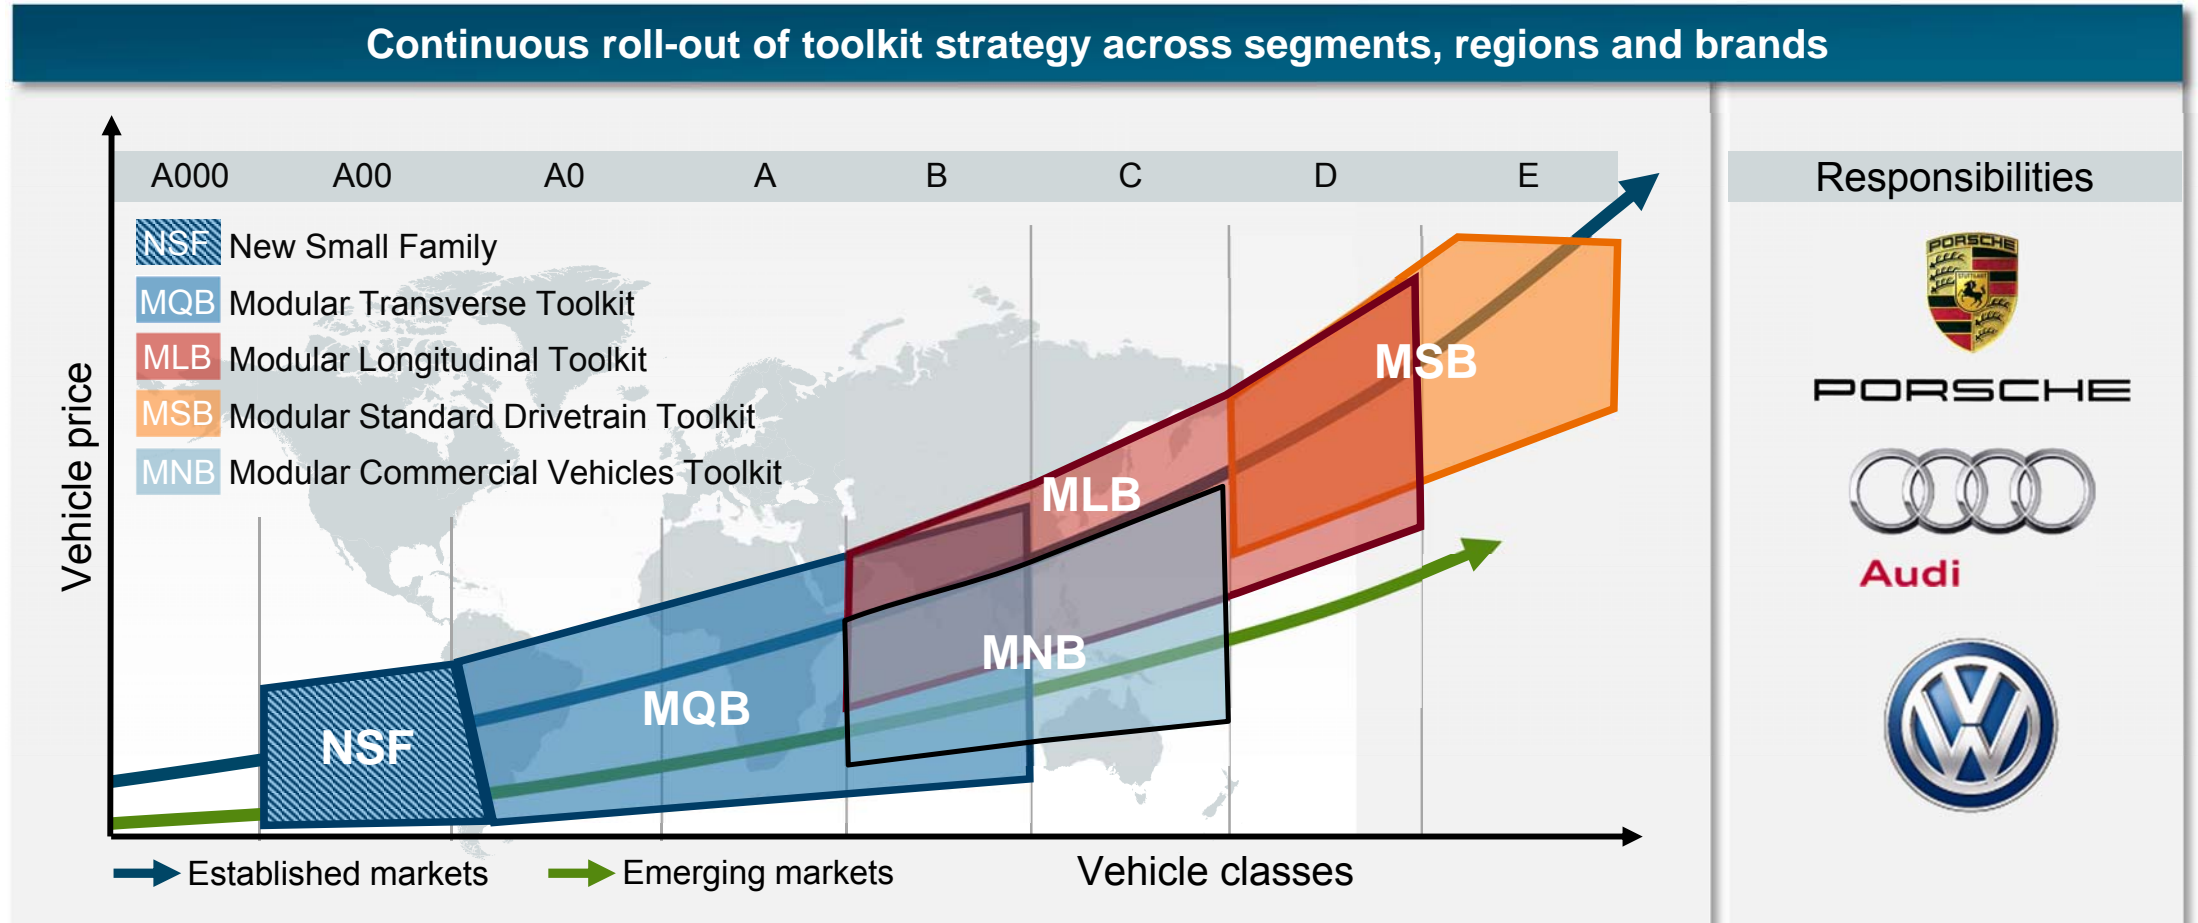 Continuous roll-out of toolkit strategy across segments, regions and brands
A000 A00 A0 A B C D E
NSF New Small Family
MQB Modular Transverse Toolkit
MLB Modular Longitudinal Toolkit
MSB Modular Standard Drivetrain Toolkit
MNB Modular Commercial Vehicles Toolkit
Vehicle price
MSB
MLB
MNB
MQB
NSF
Established markets
Emerging markets
Vehicle classes
Responsibilities
PORSCHE
STUTTGART
PORSCHE
Audi
VW